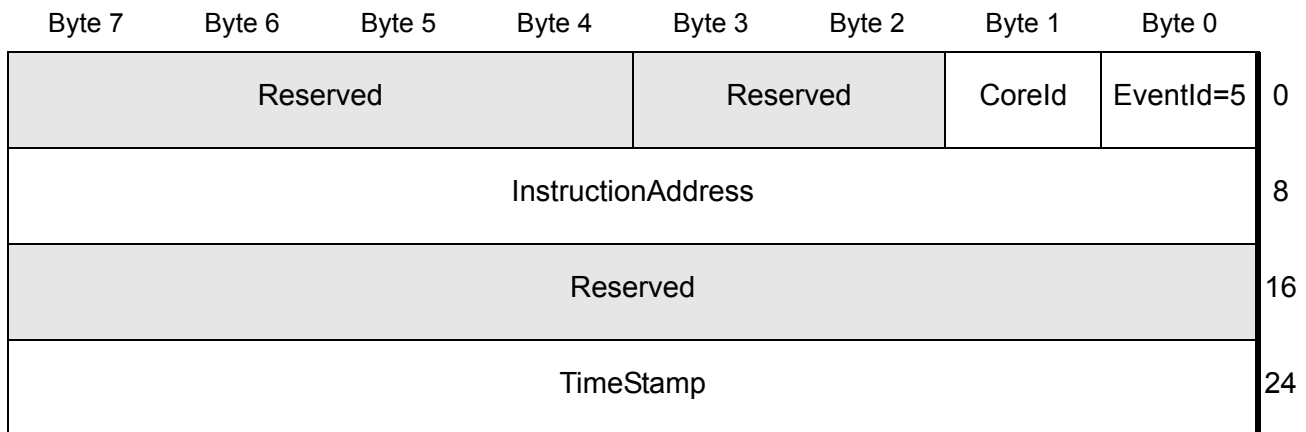 Byte 7 Byte 6 Byte 5 Byte 4 Byte 3 Byte 2 Byte 1 Byte 0
Reserved Reserved CoreId EventId=5 0
InstructionAddress 8
Reserved 16
TimeStamp 24